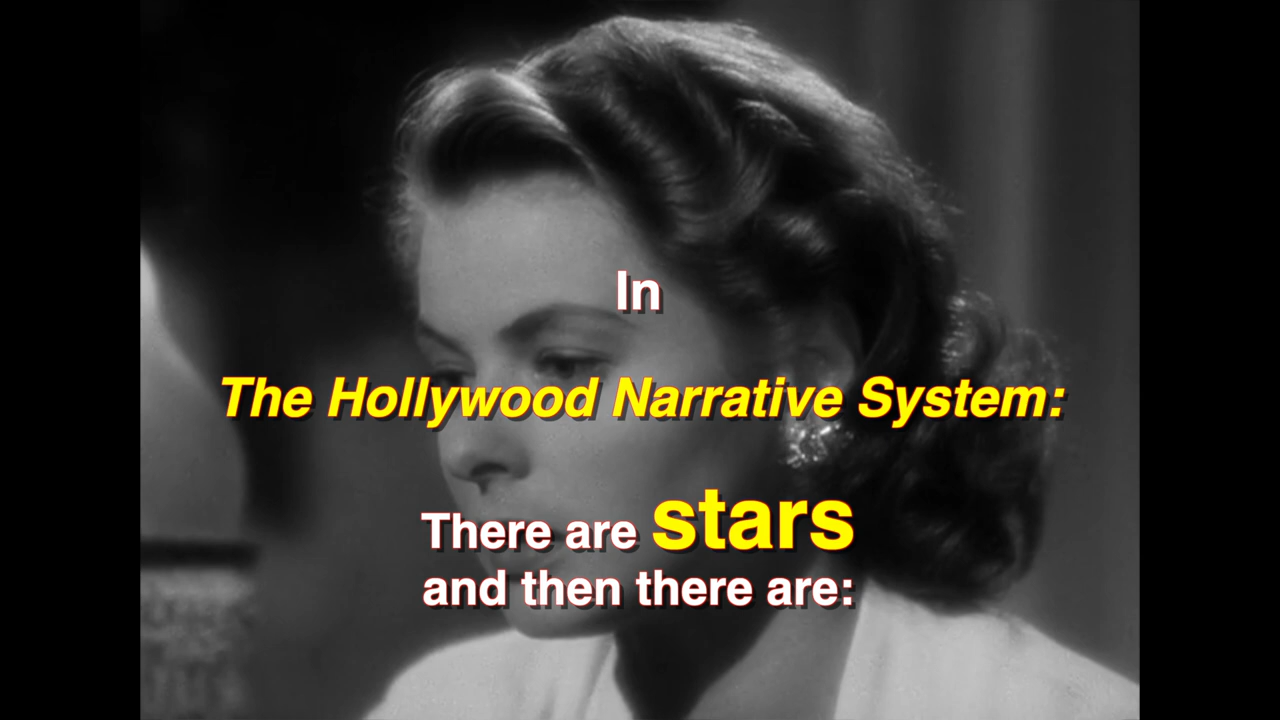 In
The Hollywood Narrative System:
There are stars
and then there are: